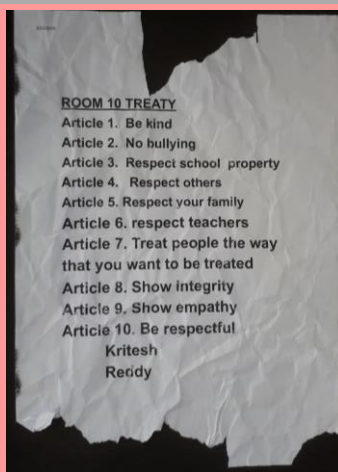 ROOM 10 TREATY
Article 1. Be kind
Article 2. No bullying
Article 3. Respect school property
Article 4. Respect others
Article 5. Respect your family
Article 6. respect teachers
Article 7. Treat people the way
that you want to be treated
Article 8. Show integrity
Article 9. Show empathy
Article 10. Be respectful
Kritesh
Reddy